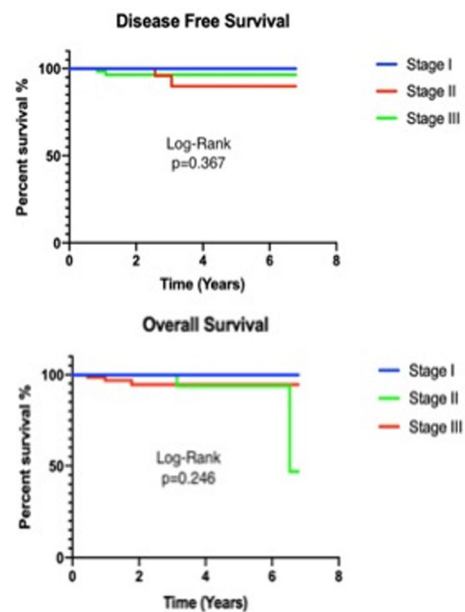 Disease Free Survival
Percent survival %
100
50
0
0 2 4 6 8
Time (Years)
Log-Rank
p=0.367
Stage I
Stage II
Stage III
Overall Survival
Percent survival %
100
50
0
0 2 4 6 8
Time (Years)
Log-Rank
p=0.246
Stage I
Stage II
Stage III